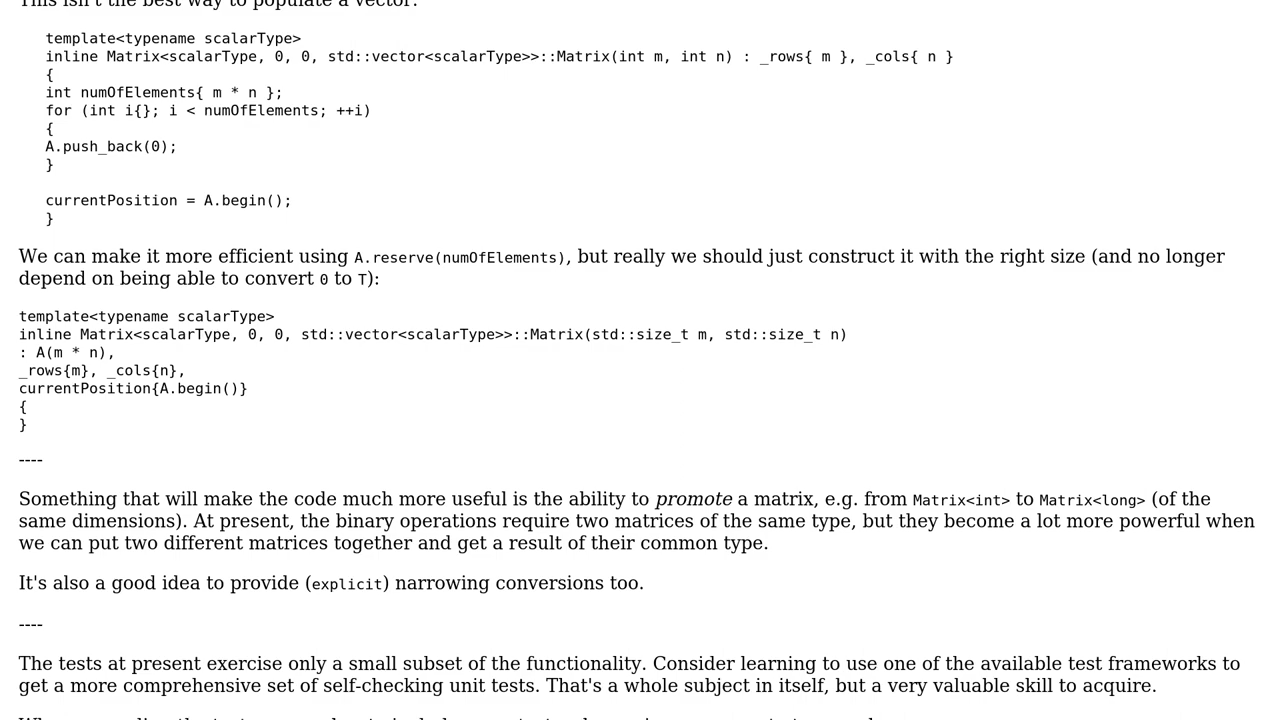 This isn't the best way to populate a vector:
template<typename scalarType>
inline Matrix<scalarType, 0, 0, std::vector<scalarType>>::Matrix(int m, int n) : _rows{ m }, _cols{ n }
{
int numOfElements{ m * n };
for (int i{}; i < numOfElements; ++i)
{
A.push_back(0);
}
currentPosition = A.begin();
}
We can make it more efficient using A.reserve(numOfElements), but really we should just construct it with the right size (and no longer
depend on being able to convert 0 to T):
template<typename scalarType>
inline Matrix<scalarType, 0, 0, std::vector<scalarType>>::Matrix(std::size_t m, std::size_t n)
: A(m * n),
_rows{m}, _cols{n},
currentPosition{A.begin()}
{
}
----
Something that will make the code much more useful is the ability to promote a matrix, e.g. from Matrix<int> to Matrix<long> (of the
same dimensions). At present, the binary operations require two matrices of the same type, but they become a lot more powerful when
we can put two different matrices together and get a result of their common type.
It's also a good idea to provide (explicit) narrowing conversions too.
----
The tests at present exercise only a small subset of the functionality. Consider learning to use one of the available test frameworks to
get a more comprehensive set of self-checking unit tests. That's a whole subject in itself, but a very valuable skill to acquire.